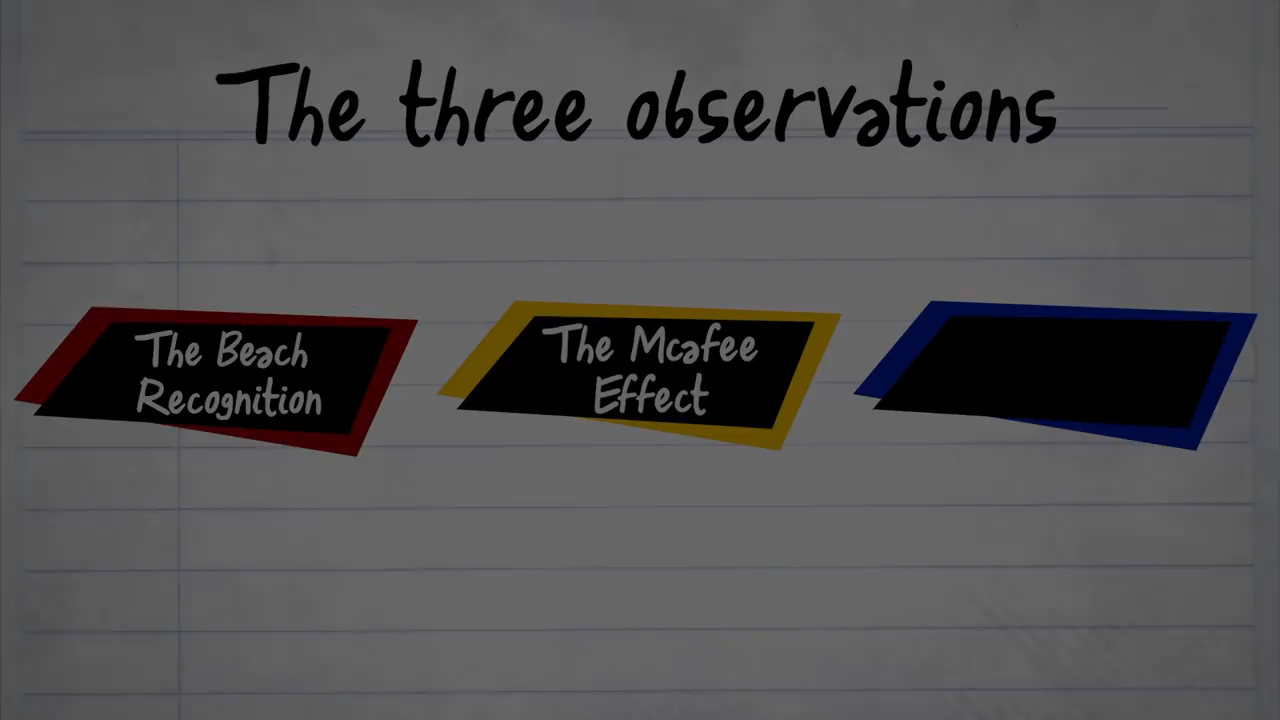 The three observations
The Beach
Recognition
The Mcafee
Effect